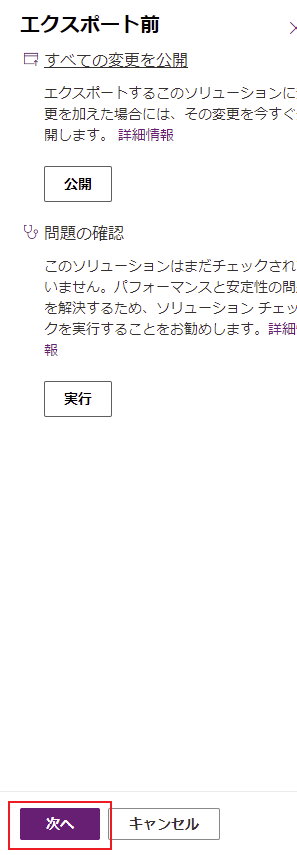 エクスポート前
すべての変更を公開
エクスポートするこのソリューションに
更を加えた場合には、その変更を今すぐ
開します。 詳細情報
公開
問題の確認
このソリューションはまだチェックされ
いません。パフォーマンスと安定性の問
を解決するため、ソリューション チェッ
クを実行することをお勧めします。詳細
報
実行
次へ
キャンセル